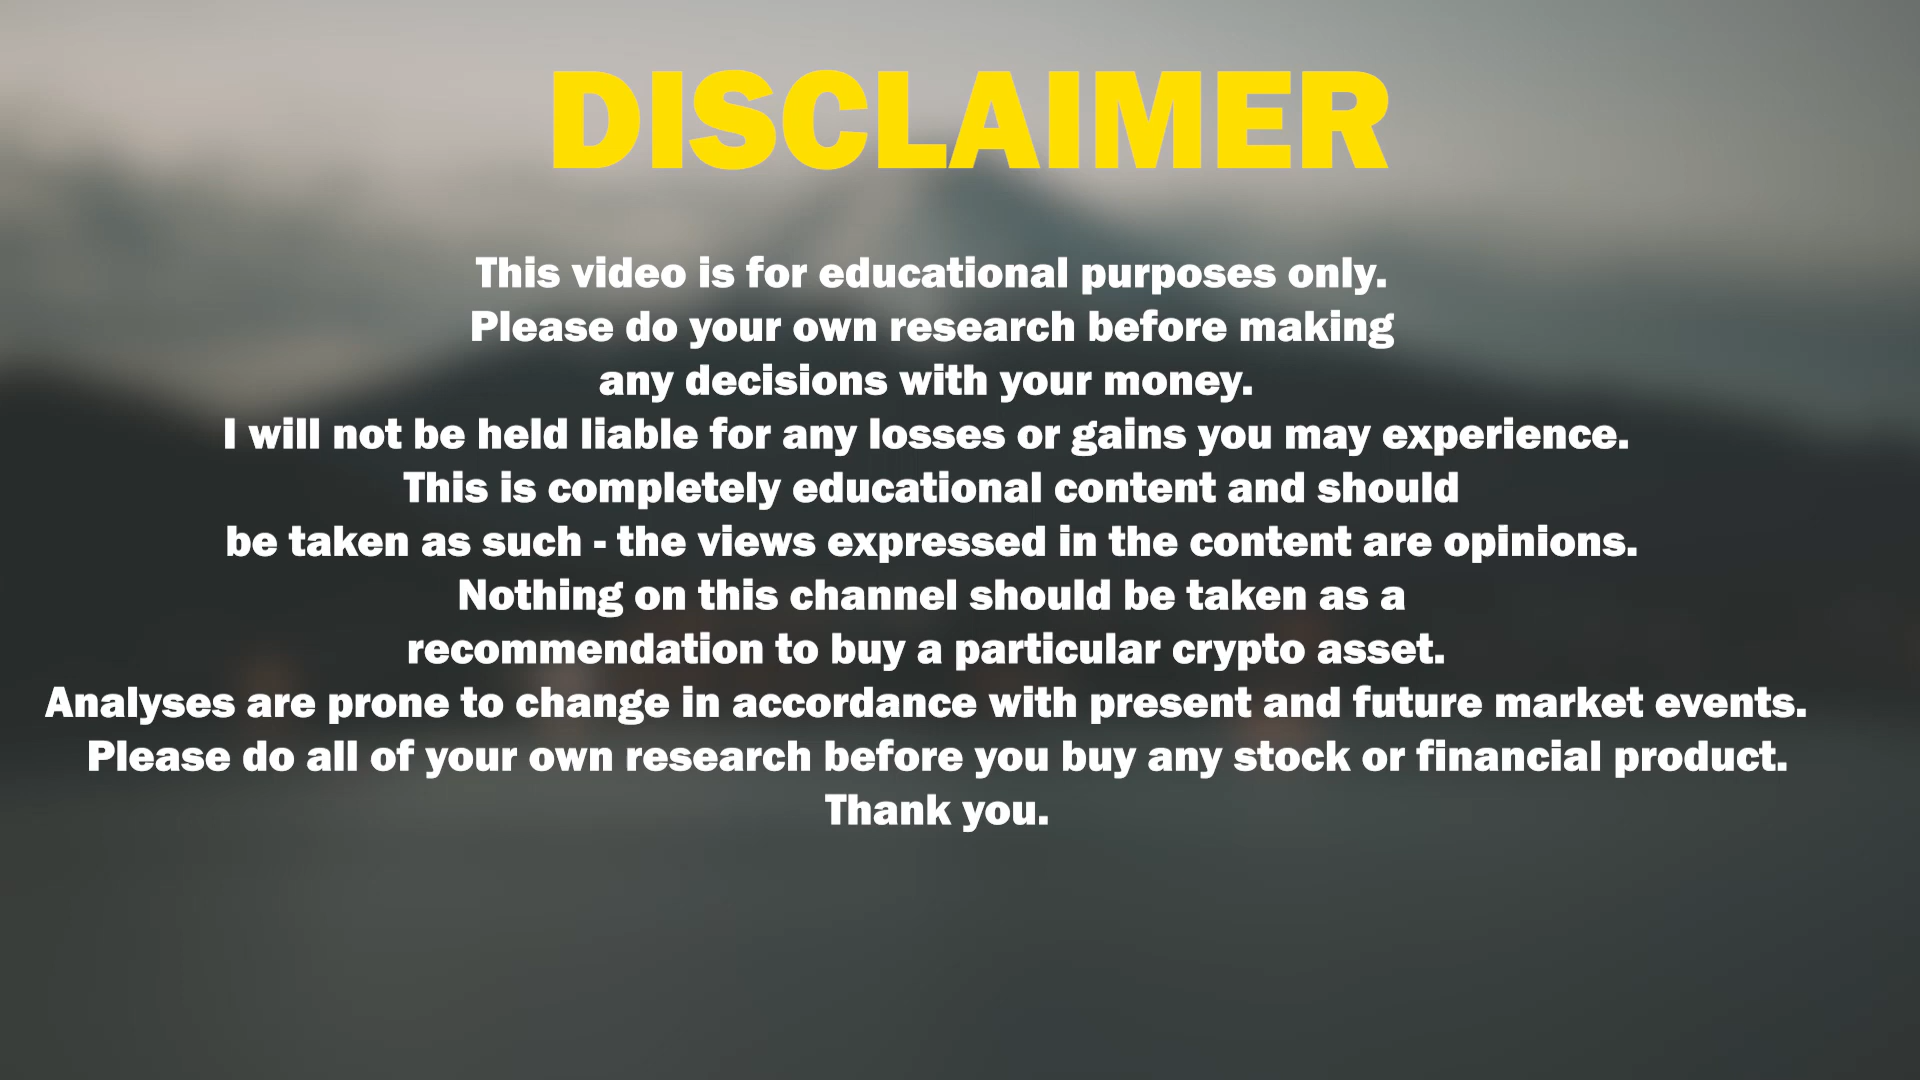 DISCLAIMER
This video is for educational purposes only.
Please do your own research before making
any decisions with your money.
I will not be held liable for any losses or gains you may experience.
This is completely educational content and should
be taken as such - the views expressed in the content are opinions.
Nothing on this channel should be taken as a
recommendation to buy a particular crypto asset.
Analyses are prone to change in accordance with present and future market events.
Please do all of your own research before you buy any stock or financial product.
Thank you.